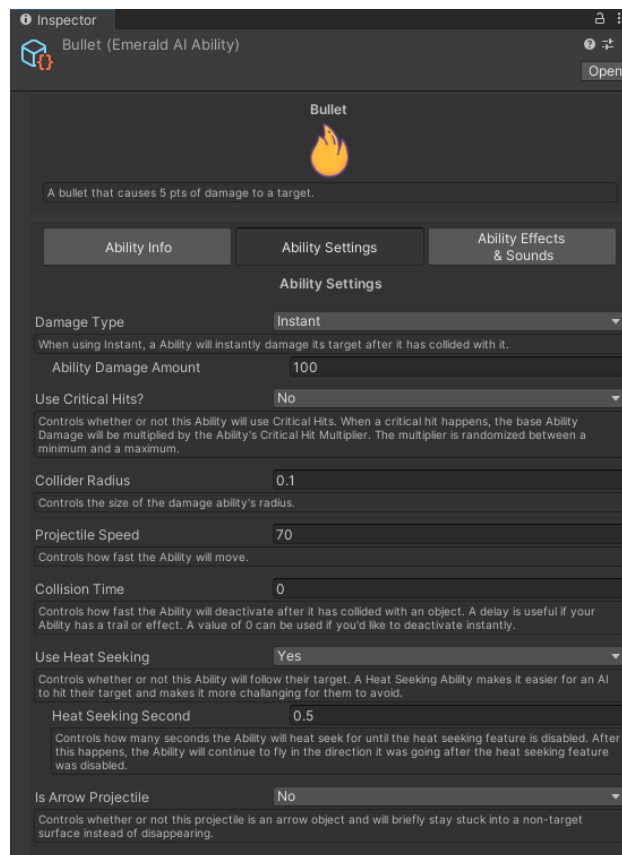 Inspector
Bullet (Emerald AI Ability)
Open
Bullet
A bullet that causes 5 pts of damage to a target.
Ability Info
Ability Settings
Ability Effects
& Sounds
Ability Settings
Damage Type
Instant
When using Instant, a Ability will instantly damage its target after it has collided with it.
Ability Damage Amount
100
Use Critical Hits?
No
Controls whether or not this Ability will use Critical Hits. When a critical hit happens, the base Ability
Damage will be multiplied by the Ability's Critical Hit Multiplier. The multiplier is randomized between a
minimum and a maximum.
Collider Radius
0.1
Controls the size of the damage ability's radius.
Projectile Speed
70
Controls how fast the Ability will move.
Collision Time
0
Controls how fast the Ability will deactivate after it has collided with an object. A delay is useful if your
Ability has a trail or effect. A value of 0 can be used if you'd like to deactivate instantly.
Use Heat Seeking
Yes
Controls whether or not this Ability will follow their target. A Heat Seeking Ability makes it easier for an AI
to hit their target and makes it more challanging for them to avoid.
Heat Seeking Second
0.5
Controls how many seconds the Ability will heat seek for until the heat seeking feature is disabled. After
this happens, the Ability will continue to fly in the direction it was going after the heat seeking feature
was disabled.
Is Arrow Projectile
No
Controls whether or not this projectile is an arrow object and will briefly stay stuck into a non-target
surface instead of disappearing.